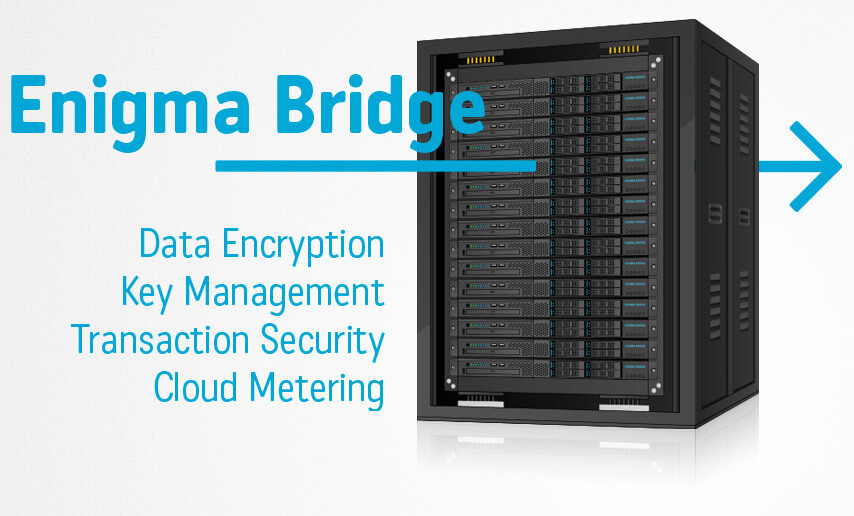 Enigma Bridge
Data Encryption
Key Management
Transaction Security
Cloud Metering